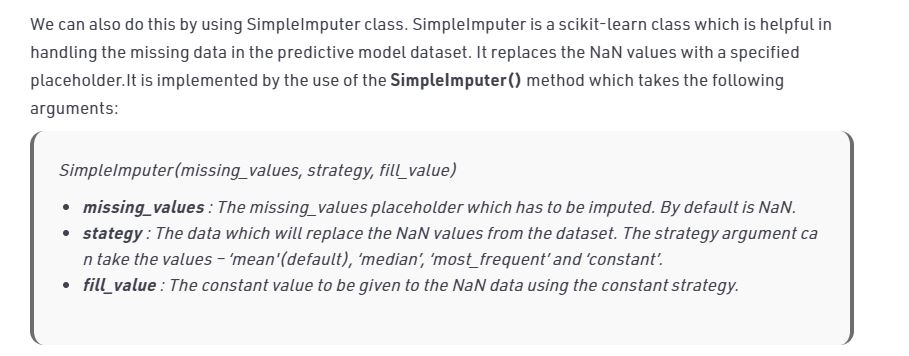 We can also do this by using SimpleImputer class. SimpleImputer is a scikit-learn class which is helpful in
handling the missing data in the predictive model dataset. It replaces the NaN values with a specified
placeholder.It is implemented by the use of the SimpleImputer() method which takes the following
arguments:
SimpleImputer(missing_values, strategy, fill_value)
• missing_values : The missing_values placeholder which has to be imputed. By default is NaN.
• stategy : The data which will replace the NaN values from the dataset. The strategy argument ca
n take the values – ‘mean'(default), ‘median’, ‘most_frequent’ and ‘constant’.
• fill_value : The constant value to be given to the NaN data using the constant strategy.